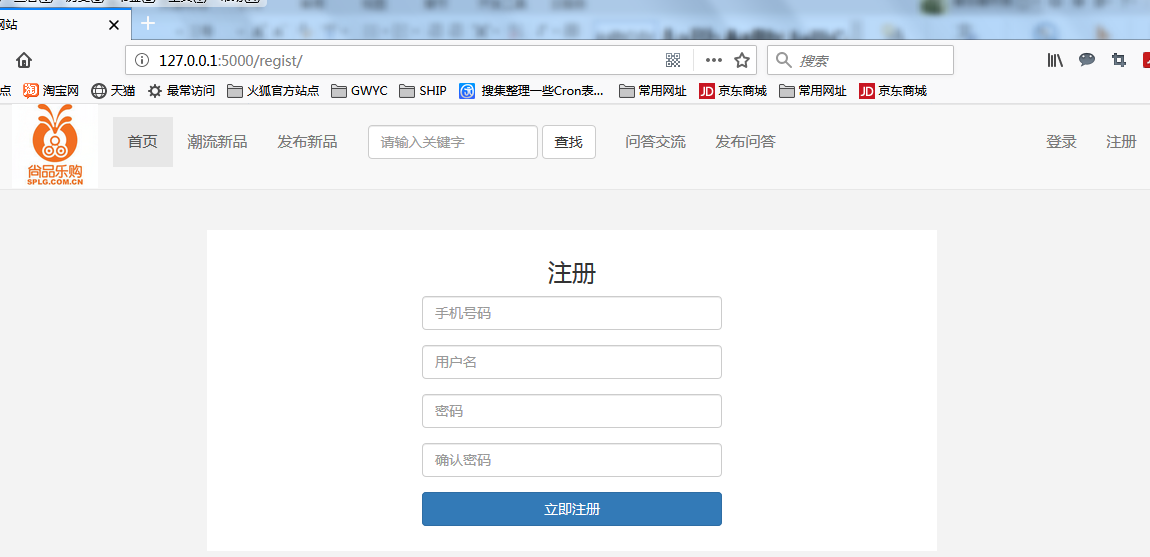 网站
127.0.0.1:5000/regist/
搜索
点 淘宝网 天猫 最常访问 火狐官方站点 GWYC SHIP 搜集整理一些Cron表... 常用网址 JD 京东商城 常用网址 JD 京东商城
尚品乐购
SPLG.COM.CN
首页 潮流新品 发布新品 请输入关键字 查找 问答交流 发布问答 登录 注册
注册
手机号码
用户名
密码
确认密码
立即注册